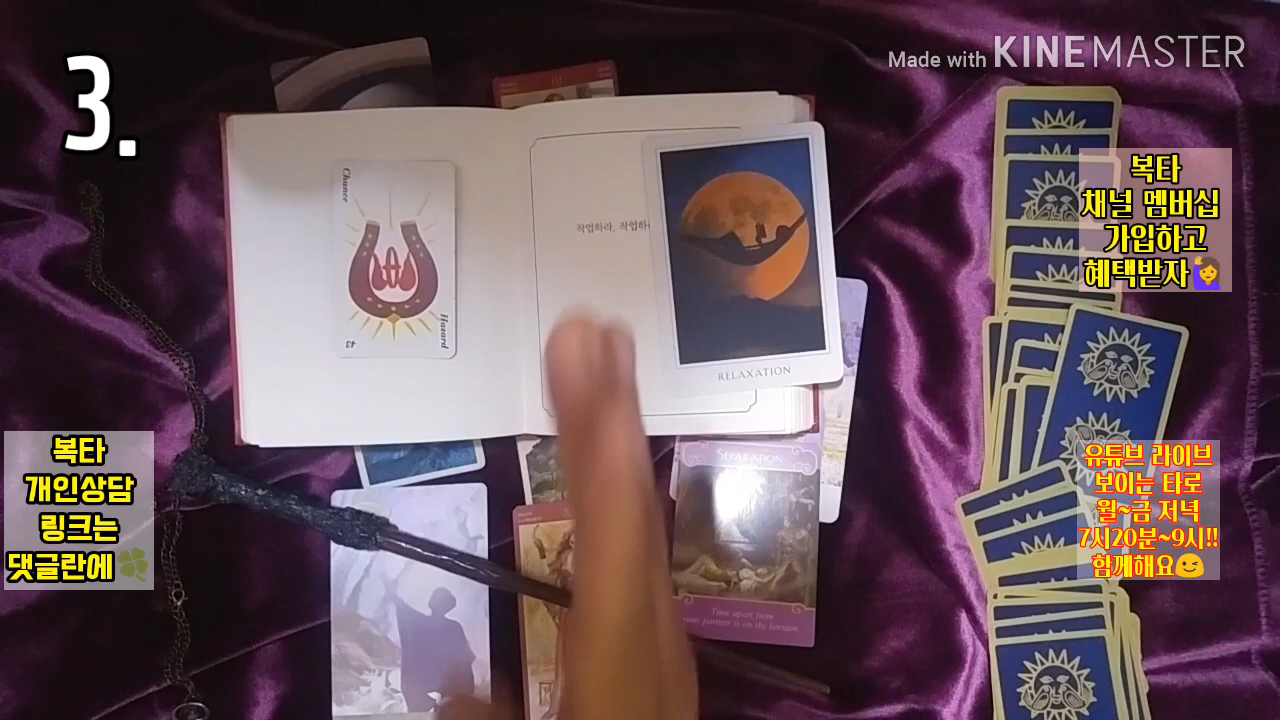 3.
Made with KINEMASTER
Chance
Hasard
43
작업하라, 작업하
RELAXATION
SEPARATION
Time apart from
your partner is on the horizon.
III
복타
채널 멤버십
가입하고
혜택받자🙋‍♀️
복타
개인상담
링크는
댓글란에🍀
유튜브 라이브
보이는 타로
월~금 저녁
7시20분~9시!!
함께해요😉